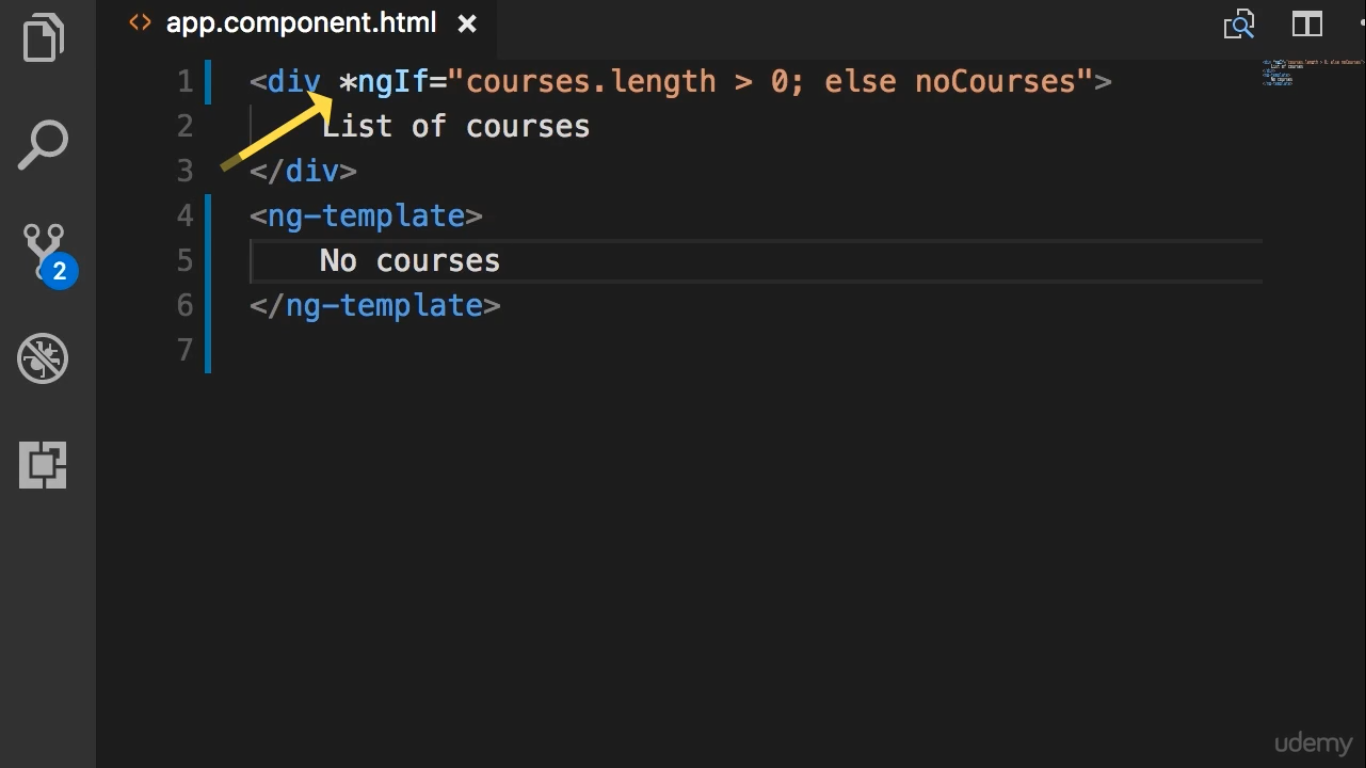 app.component.html
1 <div *ngIf="courses.length > 0; else noCourses">
2 List of courses
3 </div>
4 <ng-template>
5 No courses
6 </ng-template>
7
2
udemy